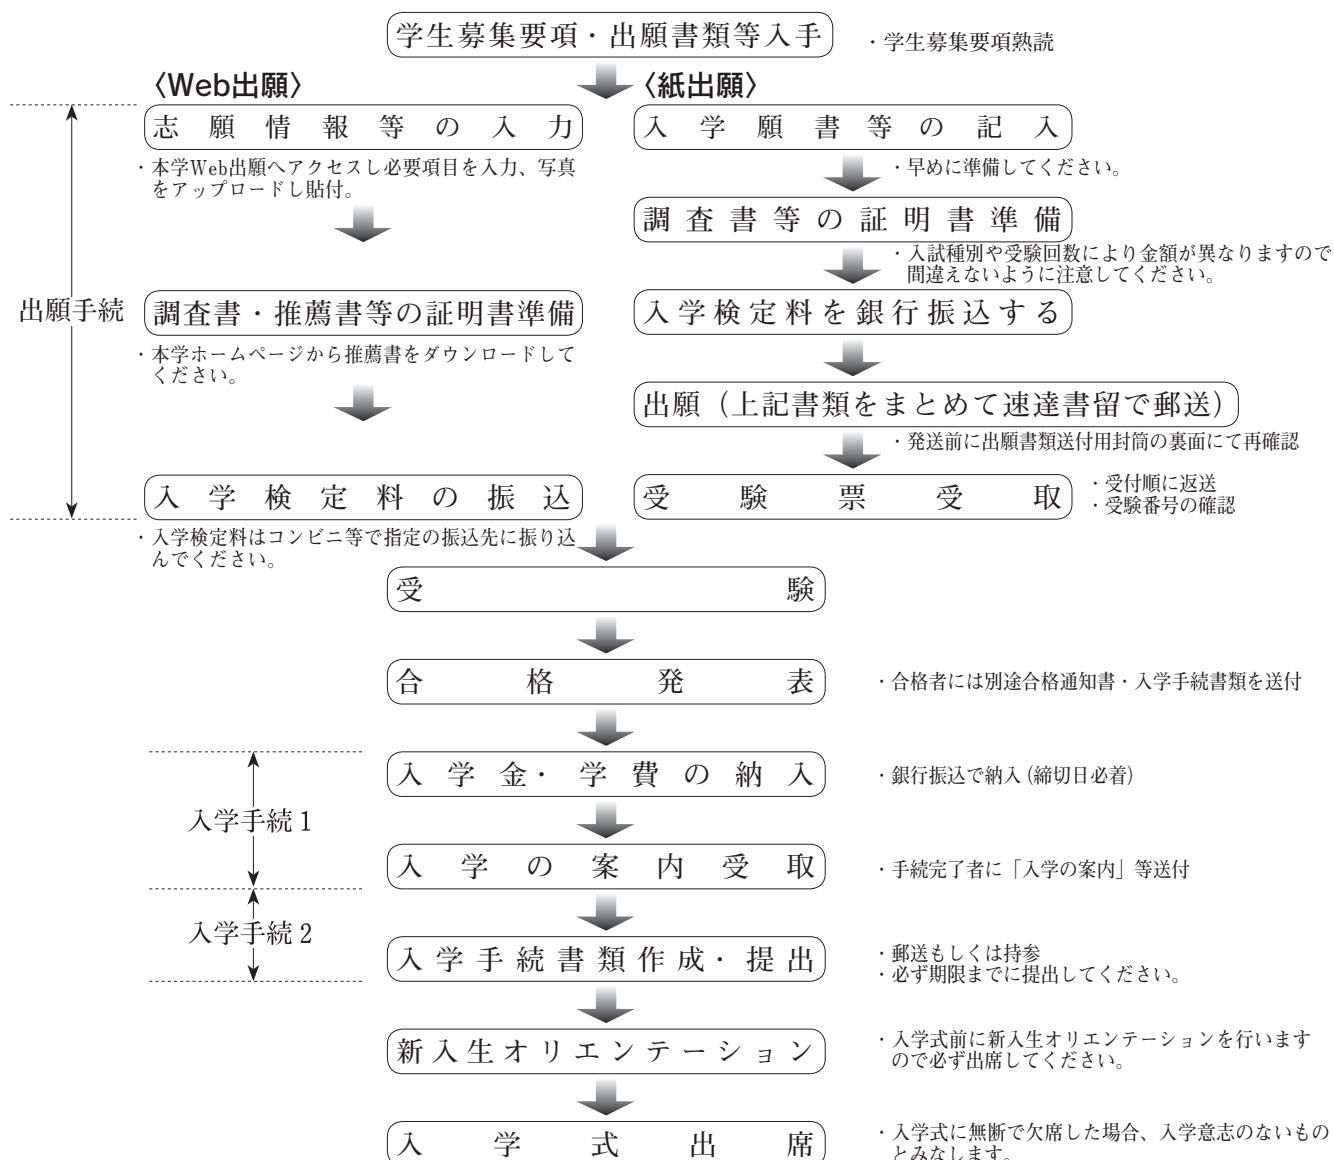 学生募集要項・出願書類等入手
・学生募集要項熟読
〈Web出願〉
〈紙出願〉
出願手続
志願情報等の入力
・本学Web出願へアクセスし必要項目を入力、写真
をアップロードし貼付。
調査書・推薦書等の証明書準備
・本学ホームページから推薦書をダウンロードして
ください。
入学検定料の振込
・入学検定料はコンビニ等で指定の振込先に振り込
んでください。
入学願書等の記入
・早めに準備してください。
調査書等の証明書準備
・入試種別や受験回数により金額が異なりますので
間違えないように注意してください。
入学検定料を銀行振込する
出願（上記書類をまとめて速達書留で郵送）
・発送前に出願書類送付用封筒の裏面にて再確認
受験票受取
・受付順に返送
・受験番号の確認
受験
合格発表
・合格者には別途合格通知書・入学手続書類を送付
入学手続1
入学金・学費の納入
・銀行振込で納入(締切日必着)
入学の案内受取
・手続完了者に「入学の案内」等送付
入学手続2
入学手続書類作成・提出
・郵送もしくは持参
・必ず期限までに提出してください。
新入生オリエンテーション
・入学式前に新入生オリエンテーションを行います
ので必ず出席してください。
入学式出席
・入学式に無断で欠席した場合、入学意志のないもの
とみなします。